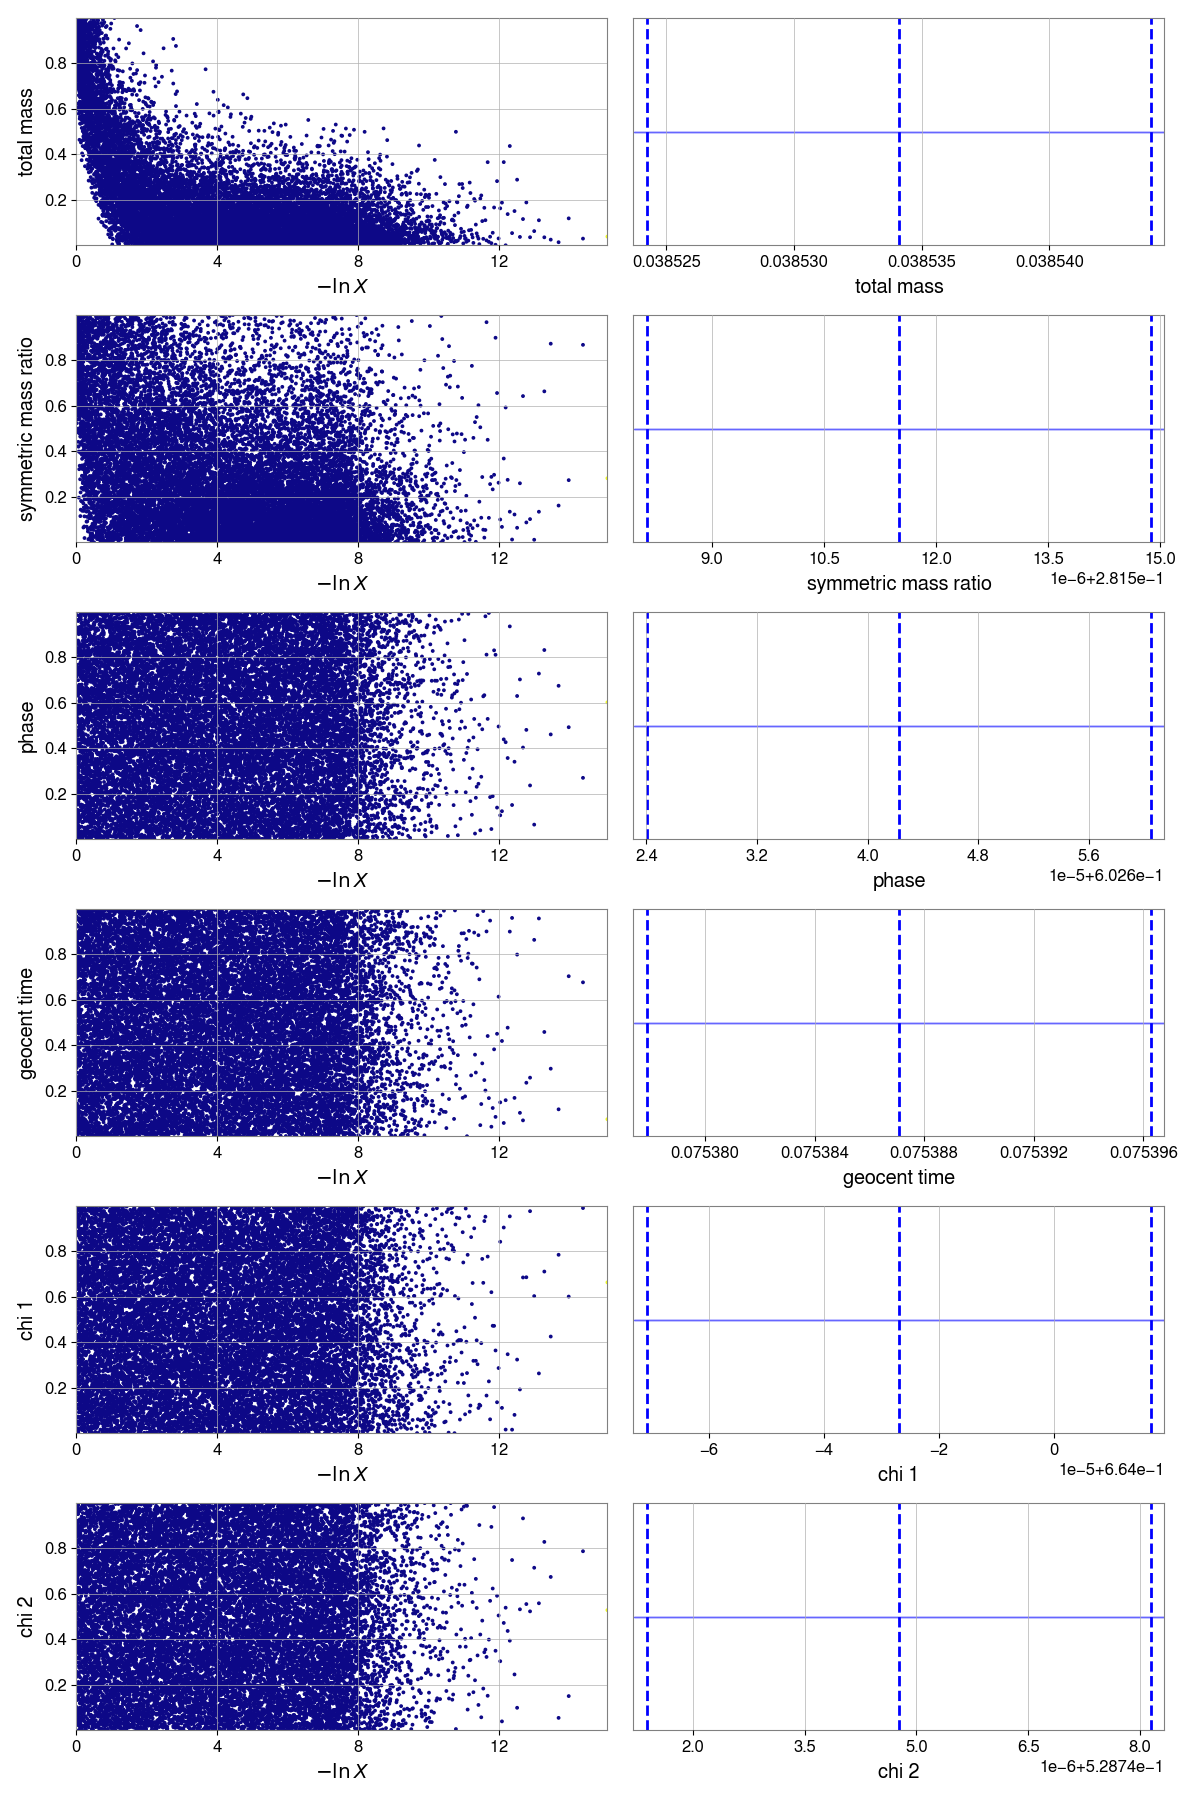 total mass
0.8
0.6
0.4
0.2
0 4 8 12
−ln X
0.038525 0.038530 0.038535 0.038540
total mass
symmetric mass ratio
0.8
0.6
0.4
0.2
0 4 8 12
−ln X
9.0 10.5 12.0 13.5 15.0
1e−6+2.815e−1
symmetric mass ratio
phase
0.8
0.6
0.4
0.2
0 4 8 12
−ln X
2.4 3.2 4.0 4.8 5.6
1e−5+6.026e−1
phase
geocent time
0.8
0.6
0.4
0.2
0 4 8 12
−ln X
0.075380 0.075384 0.075388 0.075392 0.075396
geocent time
chi 1
0.8
0.6
0.4
0.2
0 4 8 12
−ln X
−6 −4 −2 0
1e−5+6.64e−1
chi 1
chi 2
0.8
0.6
0.4
0.2
0 4 8 12
−ln X
2.0 3.5 5.0 6.5 8.0
1e−6+5.2874e−1
chi 2